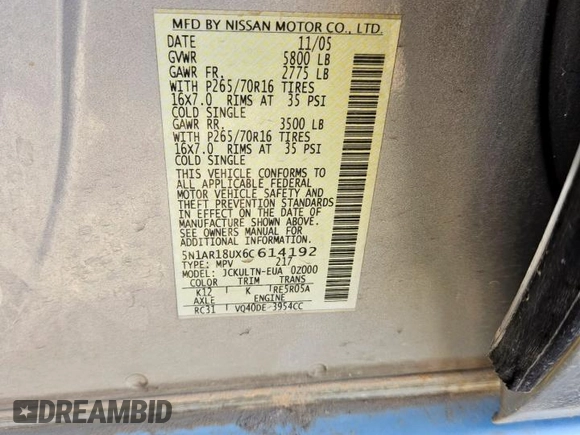 MFD BY NISSAN MOTOR CO., LTD.
DATE 11/05
GVWR 5800 LB
GAWR FR. 2775 LB
WITH P265/70R16 TIRES
16x7.0 RIMS AT 35 PSI
COLD SINGLE
GAWR RR. 3500 LB
WITH P265/70R16 TIRES
16x7.0 RIMS AT 35 PSI
COLD SINGLE
THIS VEHICLE CONFORMS TO
ALL APPLICABLE FEDERAL
MOTOR VEHICLE SAFETY AND
THEFT PREVENTION STANDARDS
IN EFFECT ON THE DATE OF
MANUFACTURE SHOWN ABOVE.
SEE OWNERS MANUAL FOR
ADDITIONAL INFORMATION.
5N1AR18UX6C614192
TYPE: MPV 217
MODEL: JCKULTN-EUA 02000
COLOR TRIM TRANS
K12 K RE5R05A
AXLE ENGINE
RC31 VQ40DE 3954CC
DREAMBID